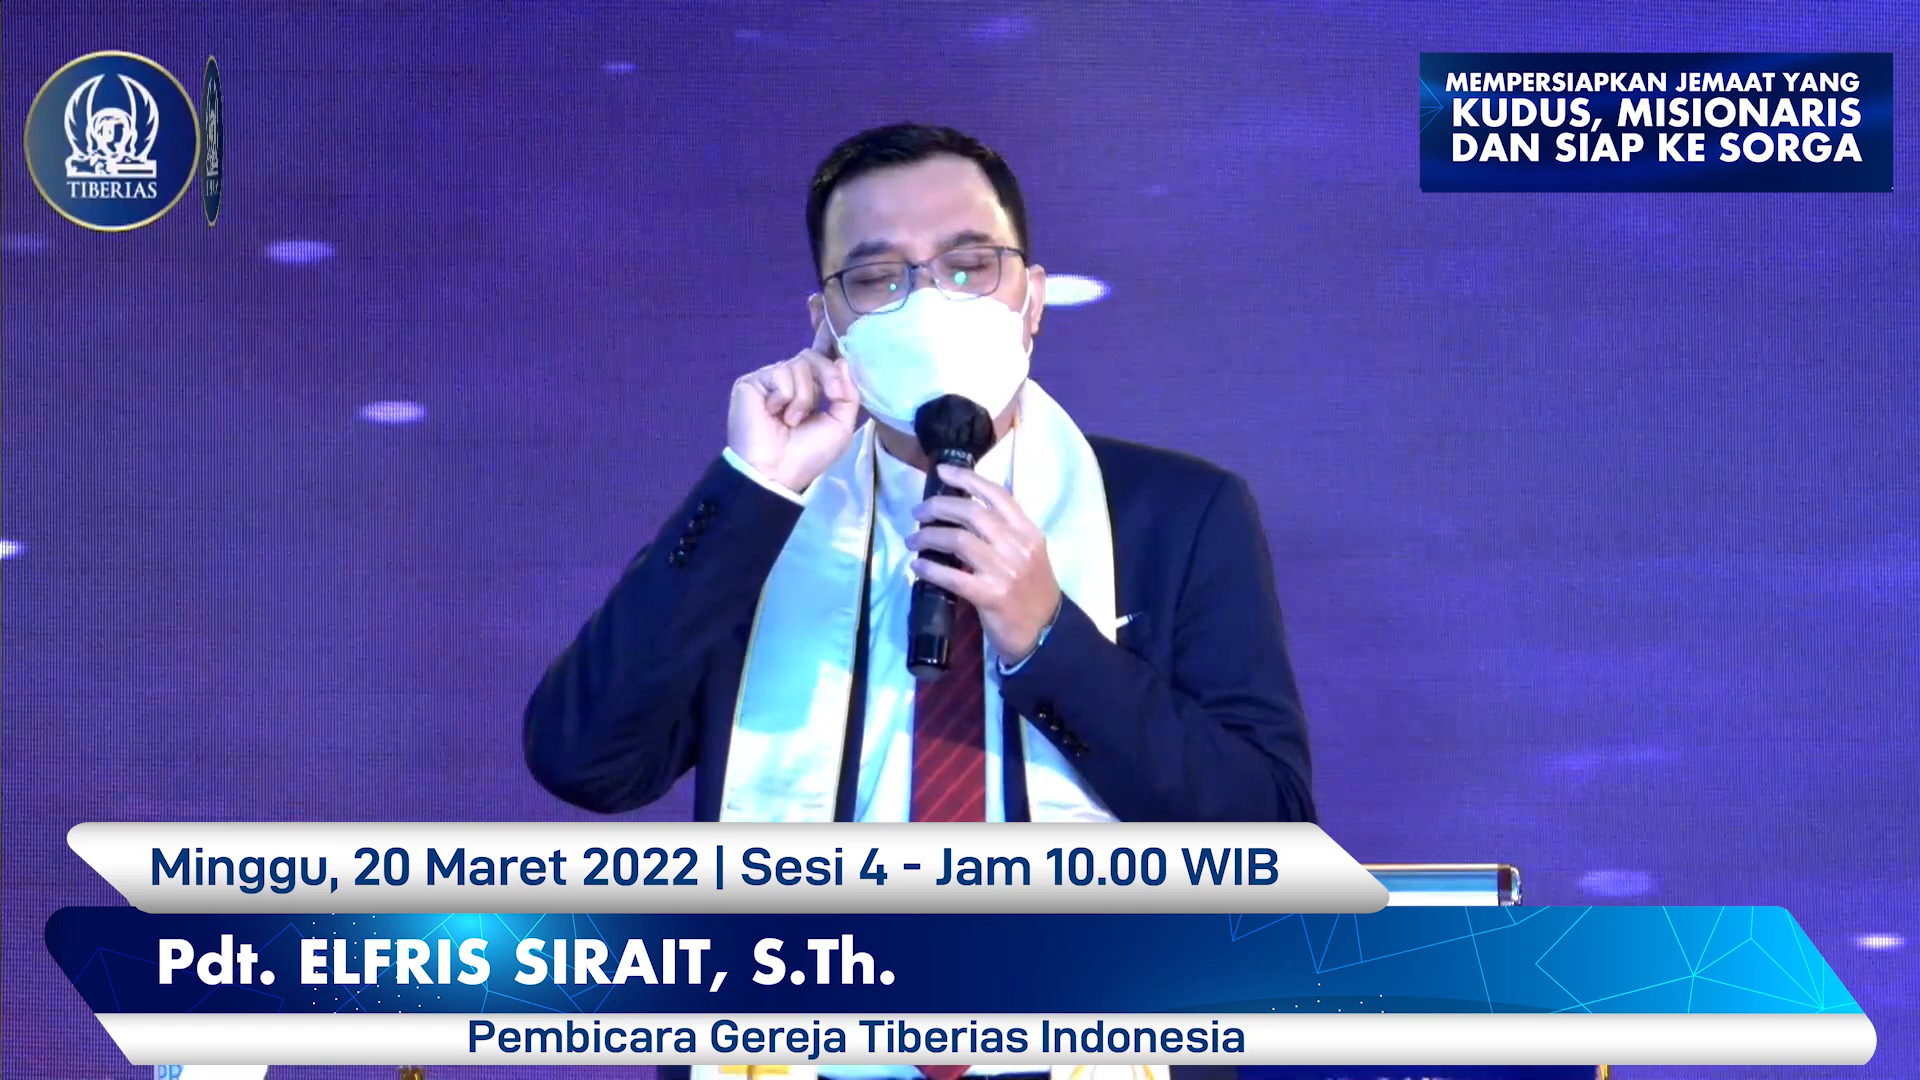 TIBERIAS
MEMPERSIAPKAN JEMAAT YANG
KUDUS, MISIONARIS
DAN SIAP KE SORGA
Minggu, 20 Maret 2022 | Sesi 4 - Jam 10.00 WIB
Pdt. ELFRIS SIRAIT, S.Th.
Pembicara Gereja Tiberias Indonesia
PR